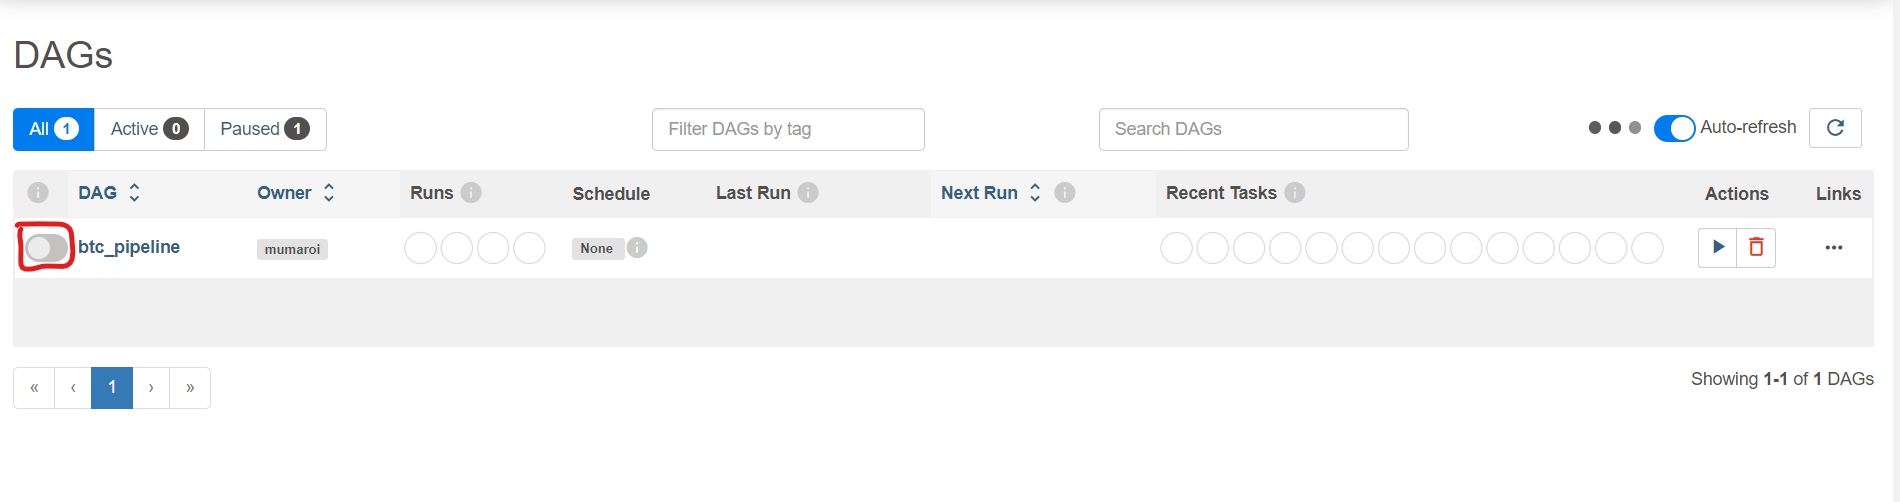 DAGs
All 1 Active 0 Paused 1 Filter DAGs by tag Search DAGs Auto-refresh
DAG Owner Runs Schedule Last Run Next Run Recent Tasks Actions Links
btc_pipeline mumaroi None
« ‹ 1 › »
Showing 1-1 of 1 DAGs